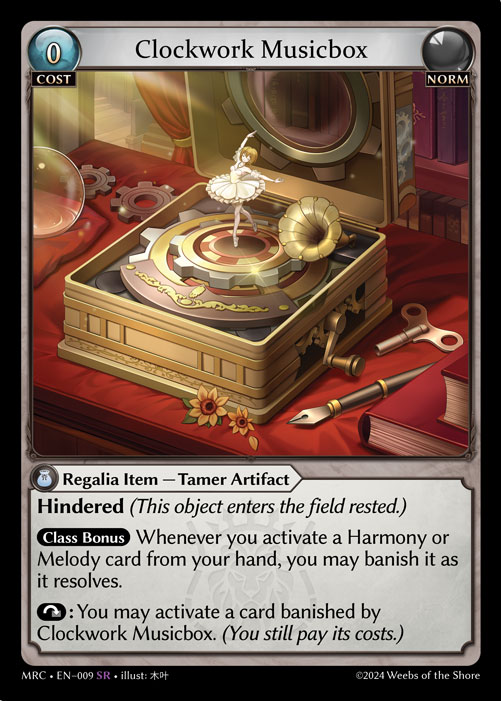 0
Clockwork Musicbox
COST
NORM
Regalia Item — Tamer Artifact
Hindered (This object enters the field rested.)
Class Bonus Whenever you activate a Harmony or
Melody card from your hand, you may banish it as
it resolves.
: You may activate a card banished by
Clockwork Musicbox. (You still pay its costs.)
MRC • EN–009 SR • illust: 木叶
©2024 Weebs of the Shore